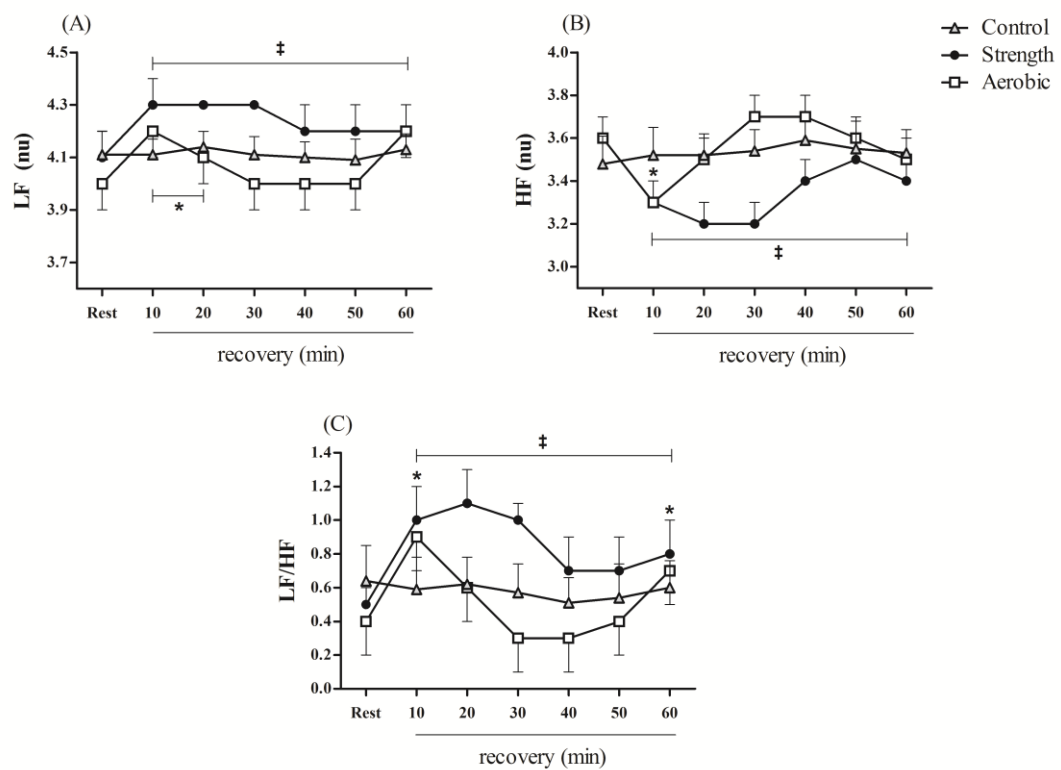 (A)
‡
4.5
4.3
4.1
3.9
3.7
LF (nu)
*
Rest 10 20 30 40 50 60
recovery (min)
(B)
4.0
3.8
3.6
3.4
3.2
3.0
HF (nu)
*
‡
Rest 10 20 30 40 50 60
recovery (min)
Control
Strength
Aerobic
(C)
‡
1.4
1.2
1.0
0.8
0.6
0.4
0.2
0.0
LF/HF
*
*
Rest 10 20 30 40 50 60
recovery (min)